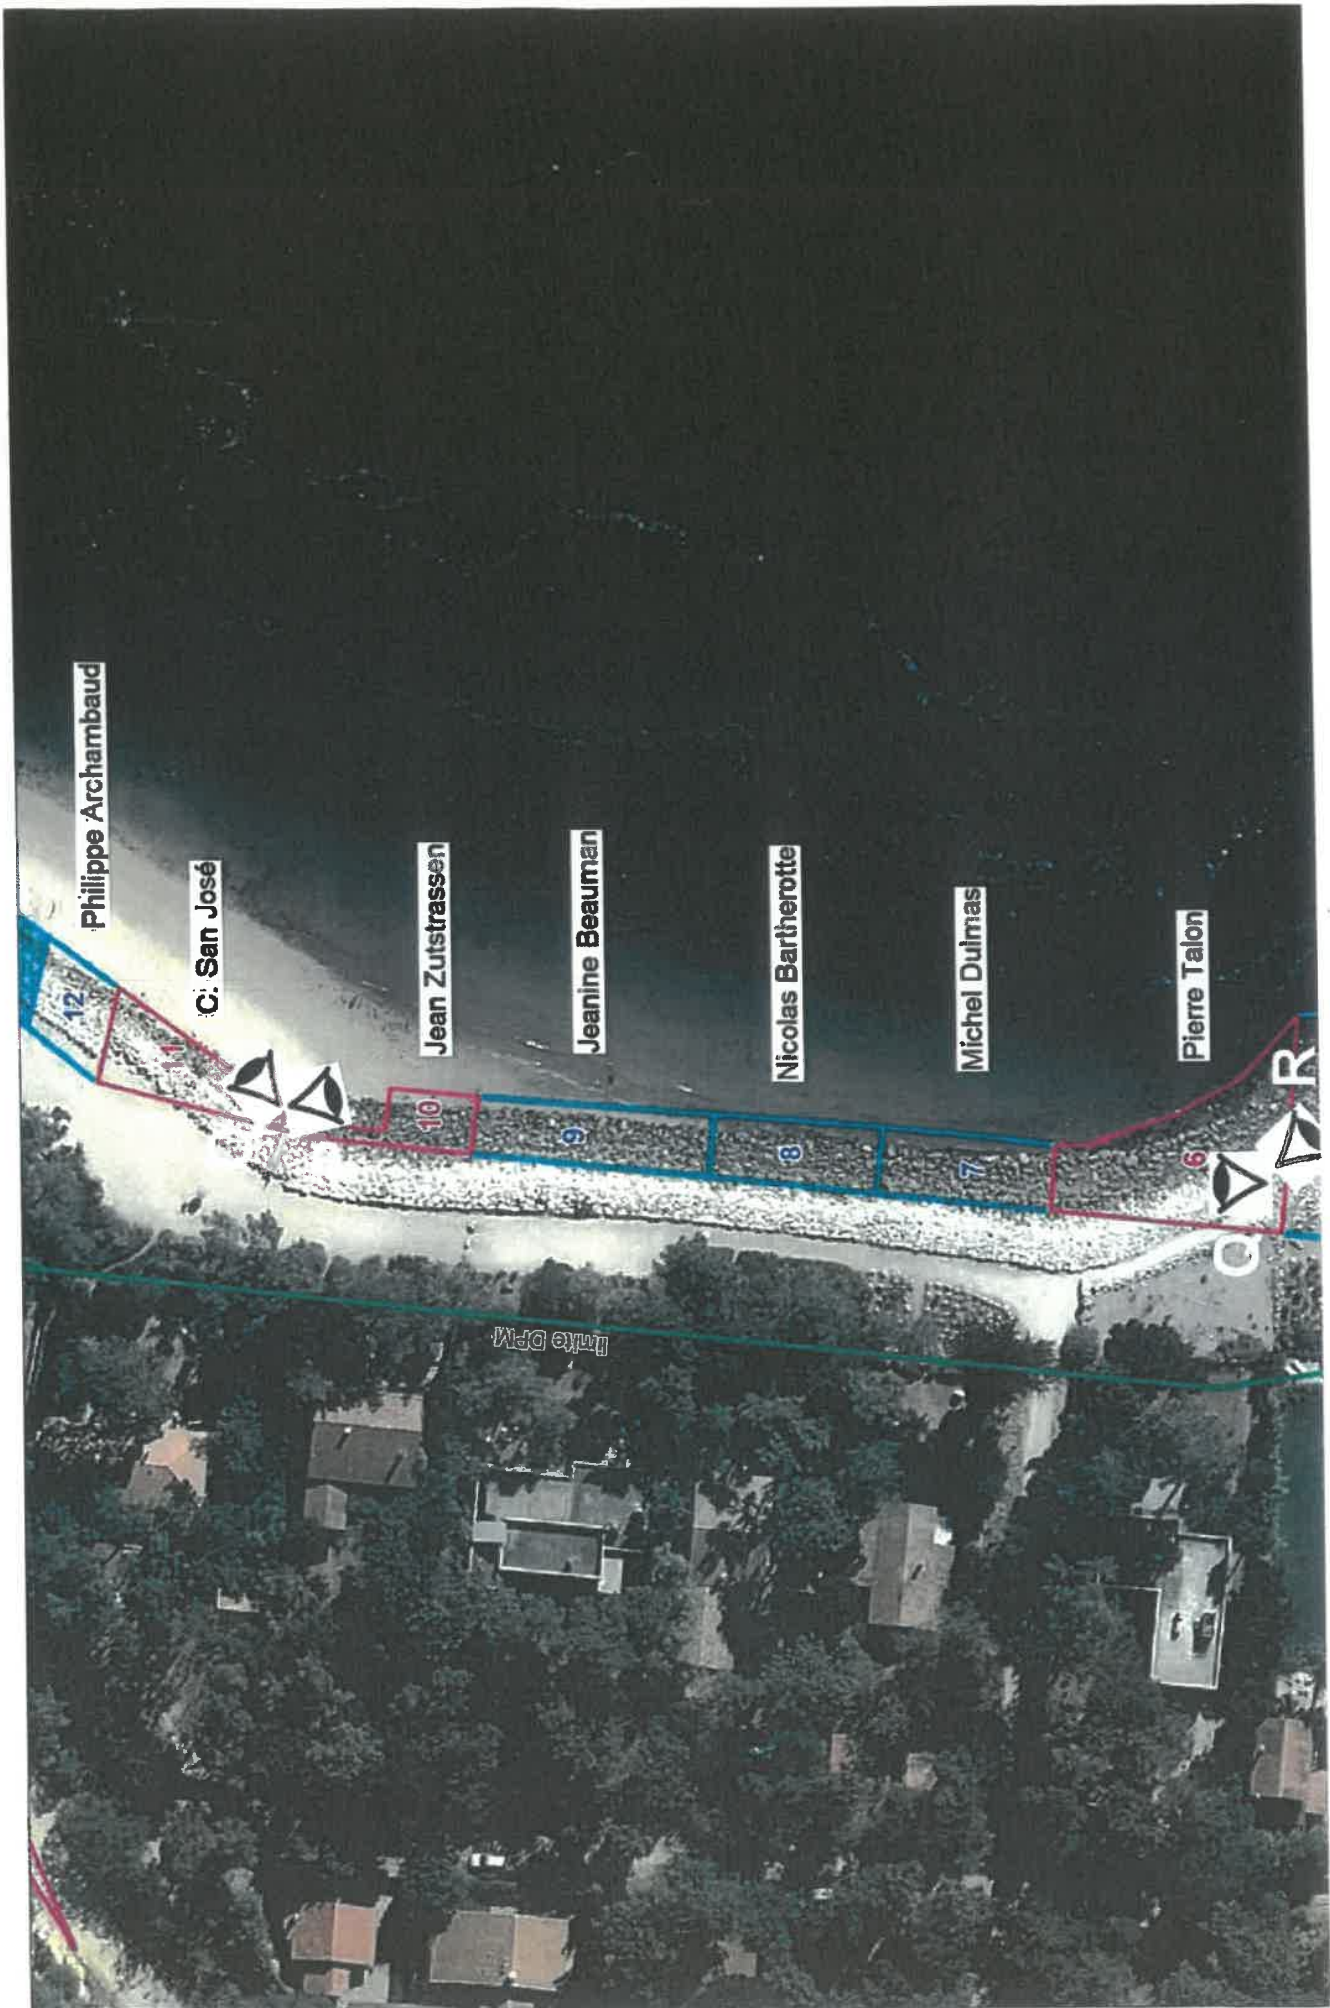 Philippe Archambaud
C. San José
Jean Zutstrassen
Jeanine Beauman
Nicolas Bartherotte
Michel Dulmas
Pierre Talon
12
11
10
9
8
7
6
Q
R
limite DPM